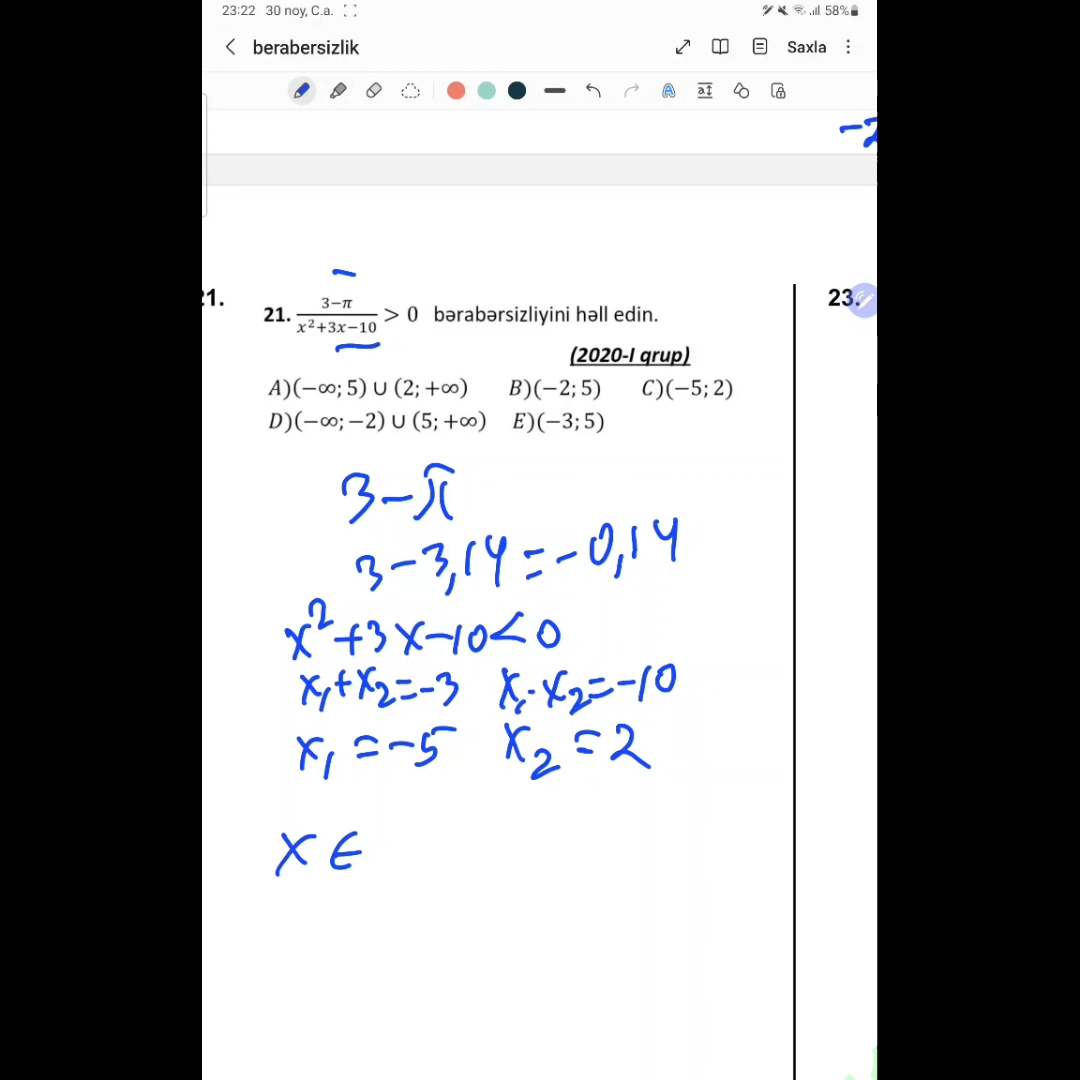 23:22 30 noy, C.a. 58%
berabersizlik Saxla
-2
21. 23.
21. \frac{3-π}{x²+3x-10} > 0 bərabərsizliyini həll edin.
(2020-I qrup)
A)(−∞; 5) ∪ (2; +∞) B)(−2; 5) C)(−5; 2)
D)(−∞; −2) ∪ (5; +∞) E)(−3; 5)
3-π
3-3,14=-0,14
x²+3x-10<0
x₁+x₂=-3 x₁·x₂=-10
x₁=-5 x₂=2
x∈